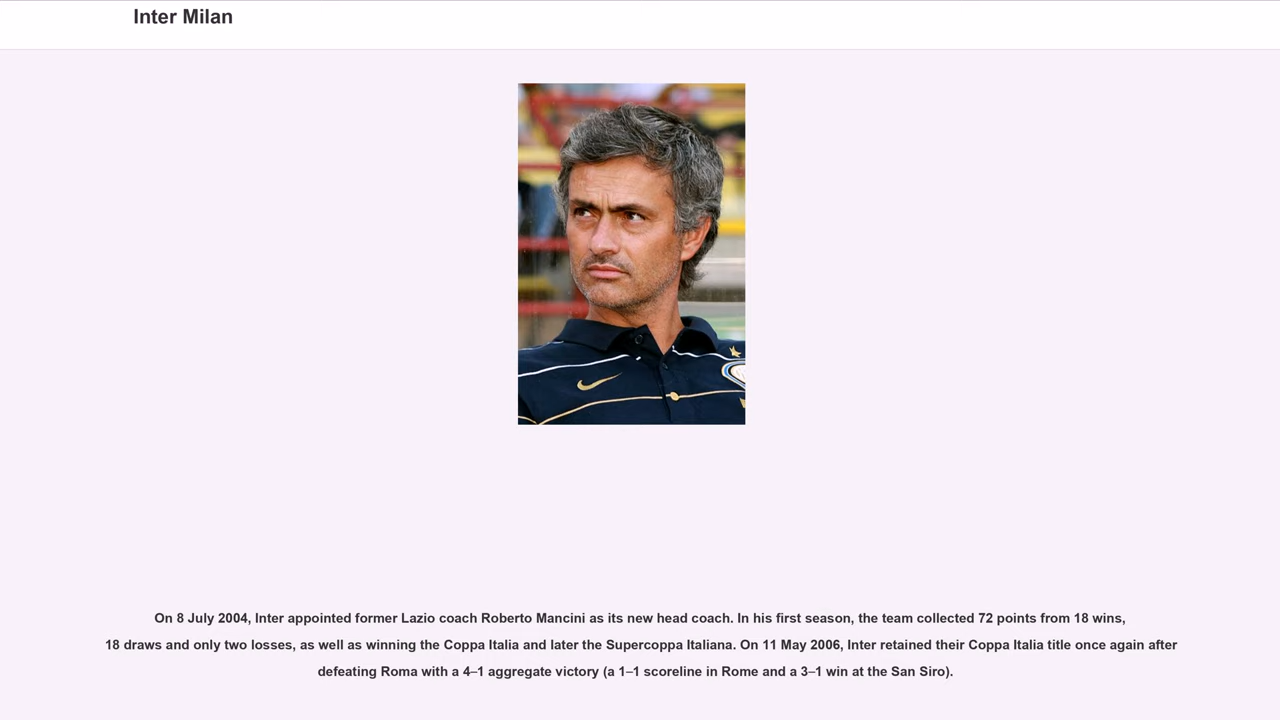 Inter Milan
On 8 July 2004, Inter appointed former Lazio coach Roberto Mancini as its new head coach. In his first season, the team collected 72 points from 18 wins,
18 draws and only two losses, as well as winning the Coppa Italia and later the Supercoppa Italiana. On 11 May 2006, Inter retained their Coppa Italia title once again after
defeating Roma with a 4–1 aggregate victory (a 1–1 scoreline in Rome and a 3–1 win at the San Siro).